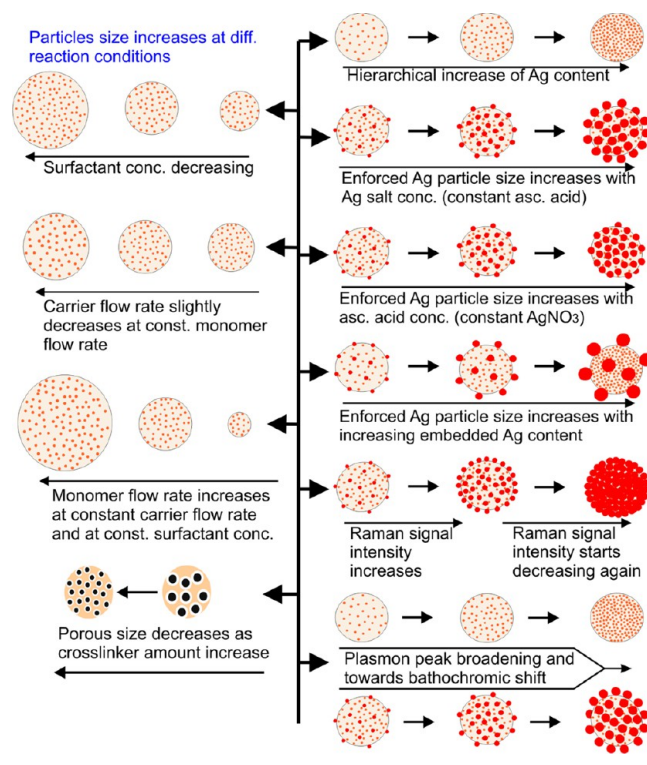 Particles size increases at diff.
reaction conditions
Surfactant conc. decreasing
Carrier flow rate slightly
decreases at const. monomer
flow rate
Monomer flow rate increases
at constant carrier flow rate
and at const. surfactant conc.
Porous size decreases as
crosslinker amount increase
Hierarchical increase of Ag content
Enforced Ag particle size increases with
Ag salt conc. (constant asc. acid)
Enforced Ag particle size increases with
asc. acid conc. (constant AgNO₃)
Enforced Ag particle size increases with
increasing embedded Ag content
Raman signal
intensity
increases
Raman signal
intensity starts
decreasing again
Plasmon peak broadening and
towards bathochromic shift